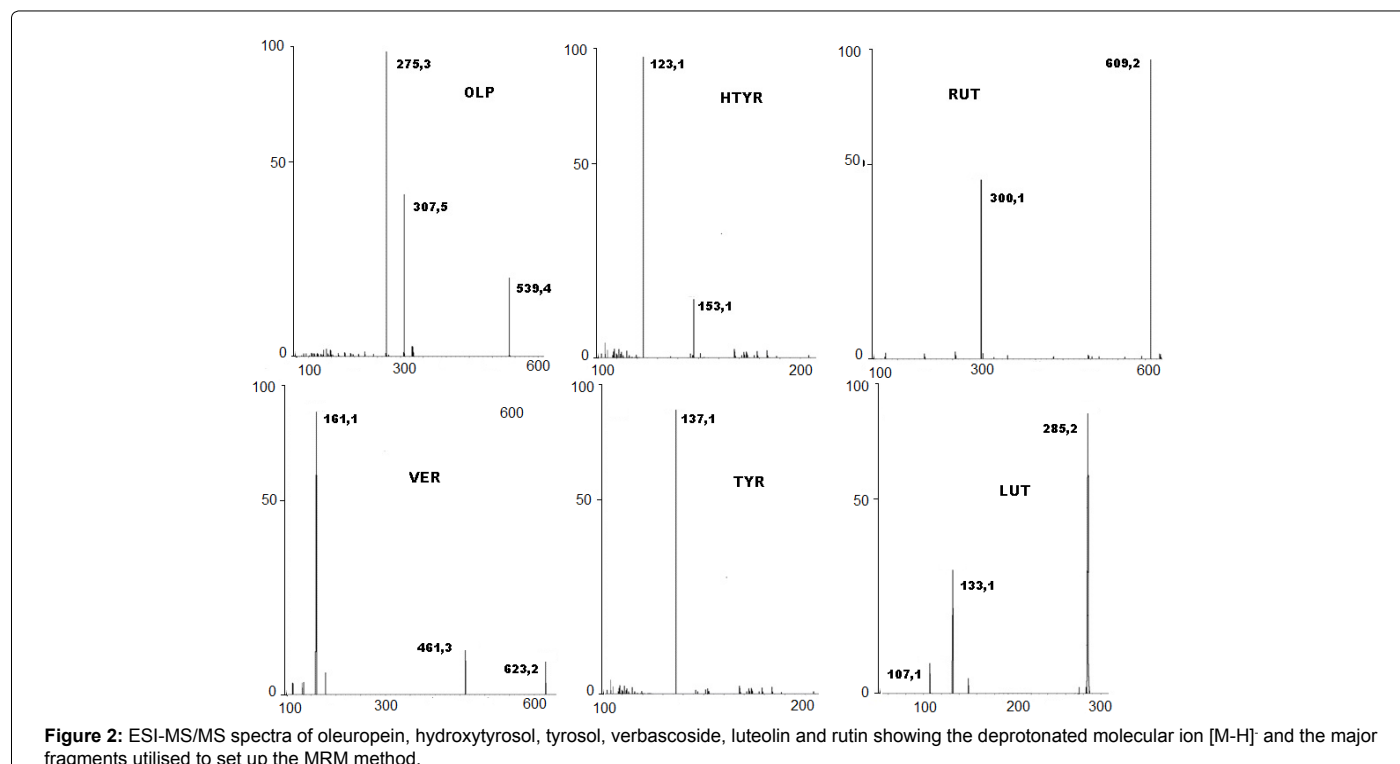 100
275,3
OLP
50
307,5
539,4
0
100 300 600
100
123,1
HTYR
50
153,1
0
100 200
100
609,2
RUT
50
300,1
0
100 300 600
100
161,1
600
VER
50
461,3
623,2
0
100 300 600
100
137,1
TYR
50
0
100 200
100
285,2
LUT
50
133,1
107,1
0
100 200 300
Figure 2: ESI-MS/MS spectra of oleuropein, hydroxytyrosol, tyrosol, verbascoside, luteolin and rutin showing the deprotonated molecular ion [M-H]- and the major
fragments utilised to set up the MRM method.